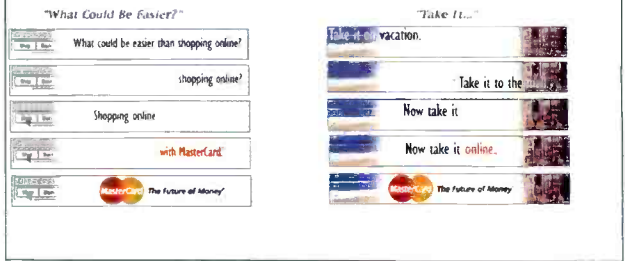 "What Could Be Easier?"
What could be easier than shopping online?
shopping online?
Shopping online
with MasterCard.
MasterCard The Future of Money
"Take It..."
Take it on vacation.
Take it to the
Now take it
Now take it online.
MasterCard The Future of Money